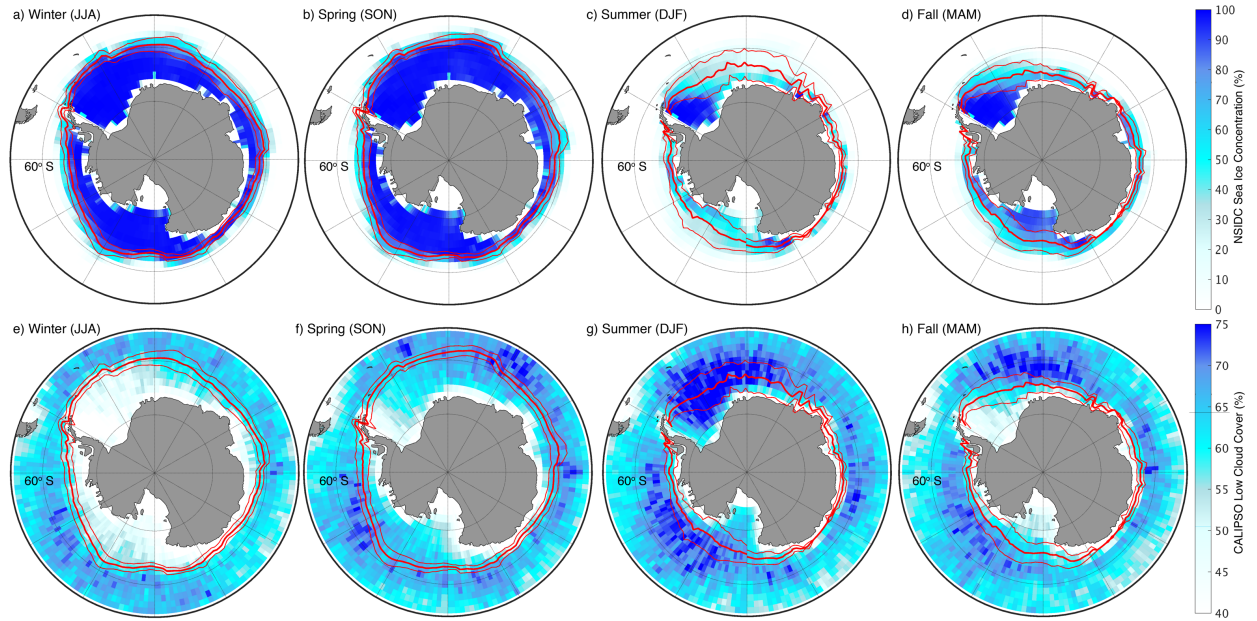 a) Winter (JJA)
b) Spring (SON)
c) Summer (DJF)
d) Fall (MAM)
60° S
60° S
60° S
60° S
100
90
80
70
60
50
40
30
20
10
0
NSIDC Sea Ice Concentration (%)
e) Winter (JJA)
f) Spring (SON)
g) Summer (DJF)
h) Fall (MAM)
60° S
60° S
60° S
60° S
75
70
65
60
55
50
45
40
CALIPSO Low Cloud Cover (%)